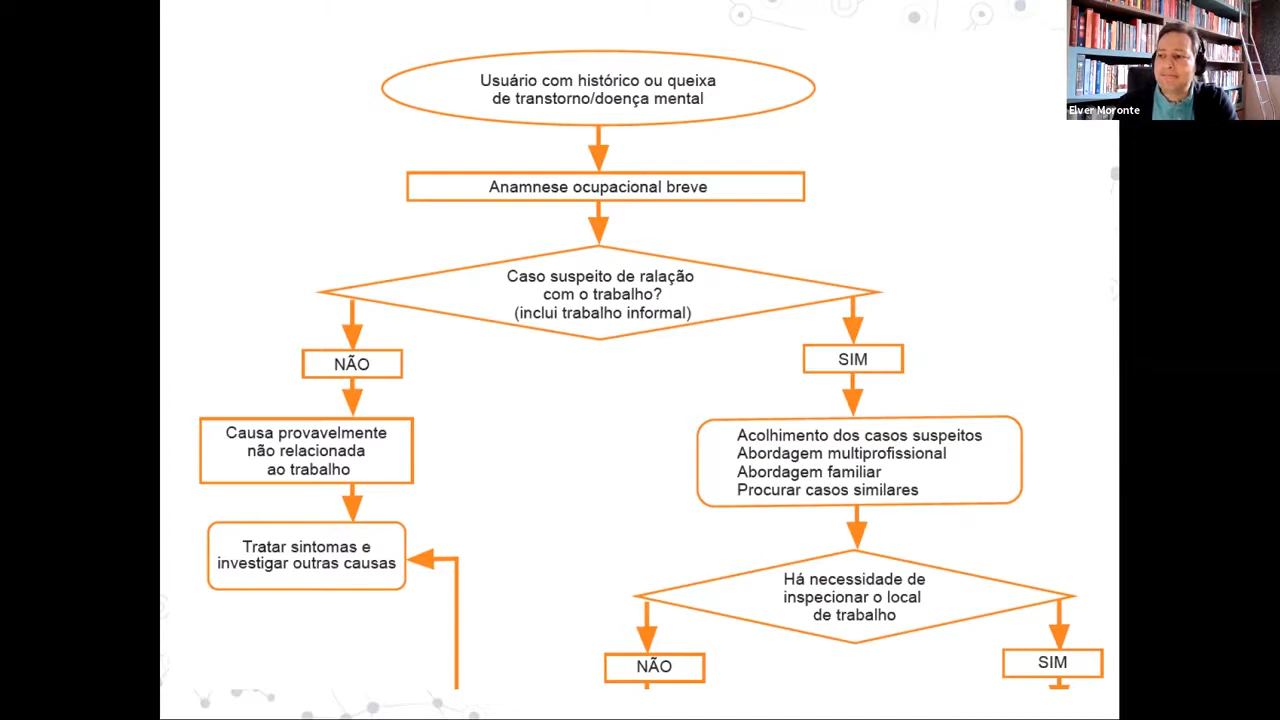 Elver Moronte
Usuário com histórico ou queixa
de transtorno/doença mental
Anamnese ocupacional breve
Caso suspeito de ralação
com o trabalho?
(inclui trabalho informal)
NÃO
SIM
Causa provavelmente
não relacionada
ao trabalho
Acolhimento dos casos suspeitos
Abordagem multiprofissional
Abordagem familiar
Procurar casos similares
Tratar sintomas e
investigar outras causas
Há necessidade de
inspecionar o local
de trabalho
NÃO
SIM